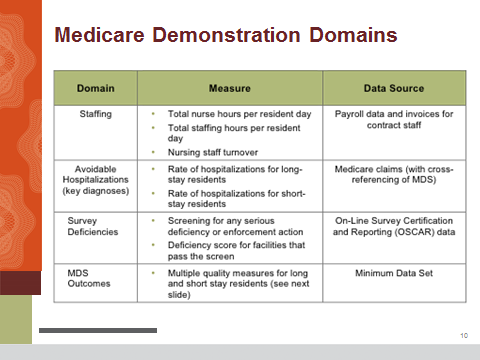 Medicare Demonstration Domains
Domain
Measure
Data Source
Staffing
• Total nurse hours per resident day
• Total staffing hours per resident
day
• Nursing staff turnover
Payroll data and invoices for
contract staff
Avoidable
Hospitalizations
(key diagnoses)
• Rate of hospitalizations for long-
stay residents
• Rate of hospitalizations for short-
stay residents
Medicare claims (with cross-
referencing of MDS)
Survey
Deficiencies
• Screening for any serious
deficiency or enforcement action
• Deficiency score for facilities that
pass the screen
On-Line Survey Certification
and Reporting (OSCAR) data
MDS
Outcomes
• Multiple quality measures for long
and short stay residents (see next
slide)
Minimum Data Set
10